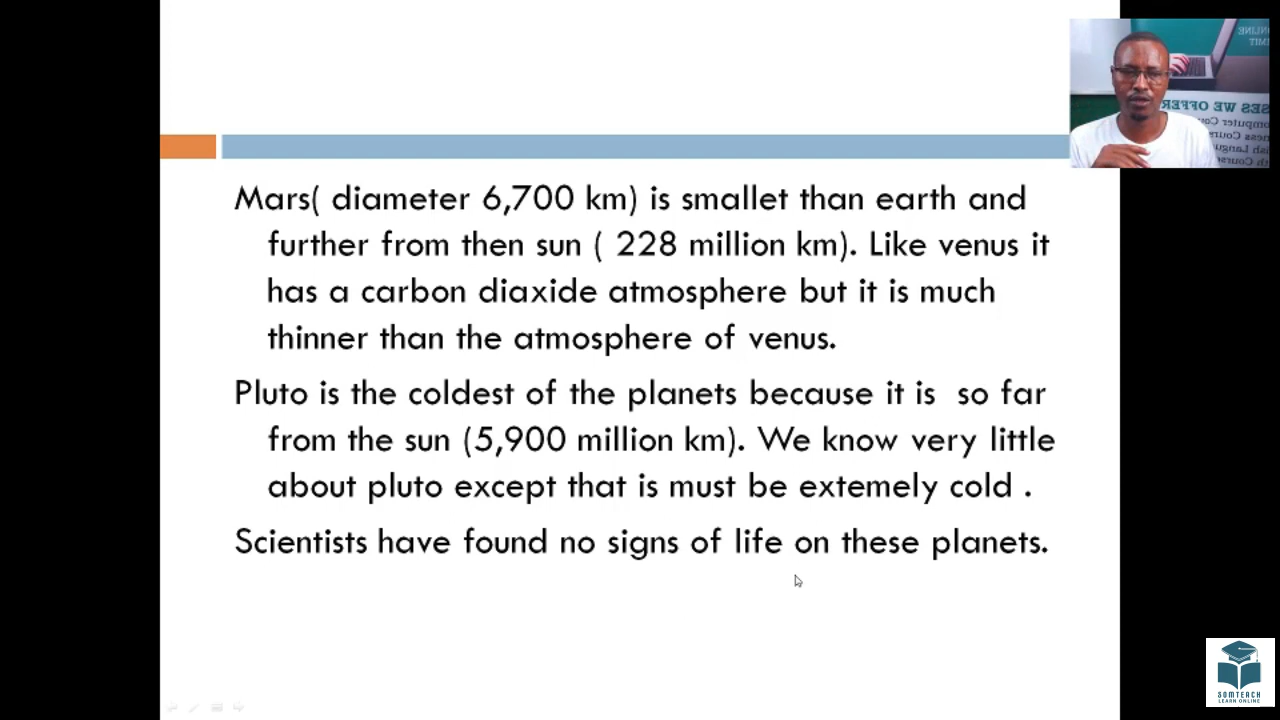 Mars( diameter 6,700 km) is smallet than earth and
further from then sun ( 228 million km). Like venus it
has a carbon diaxide atmosphere but it is much
thinner than the atmosphere of venus.
Pluto is the coldest of the planets because it is so far
from the sun (5,900 million km). We know very little
about pluto except that is must be extemely cold .
Scientists have found no signs of life on these planets.
SES WE OFFER
SOMTEACH
LEARN ONLINE